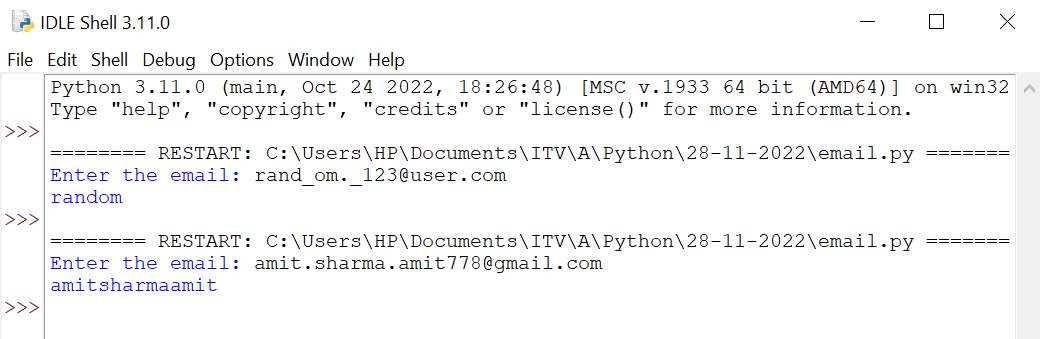 IDLE Shell 3.11.0
File Edit Shell Debug Options Window Help
Python 3.11.0 (main, Oct 24 2022, 18:26:48) [MSC v.1933 64 bit (AMD64)] on win32
Type "help", "copyright", "credits" or "license()" for more information.
>>>
======== RESTART: C:\Users\HP\Documents\ITV\A\Python\28-11-2022\email.py =======
Enter the email: rand_om._123@user.com
random
>>>
======== RESTART: C:\Users\HP\Documents\ITV\A\Python\28-11-2022\email.py =======
Enter the email: amit.sharma.amit778@gmail.com
amitsharmaamit
>>>